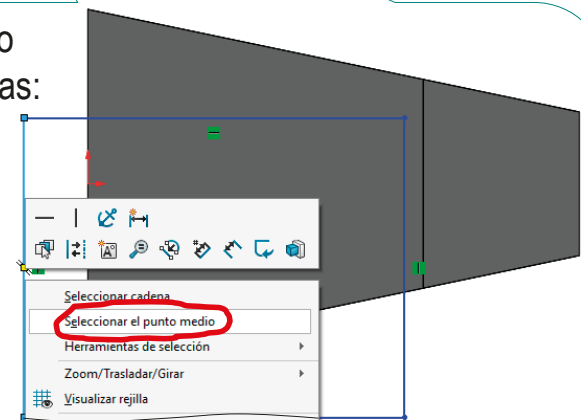 o
as:
Seleccionar cadena
Seleccionar el punto medio
Herramientas de selección
Zoom/Trasladar/Girar
Visualizar rejilla